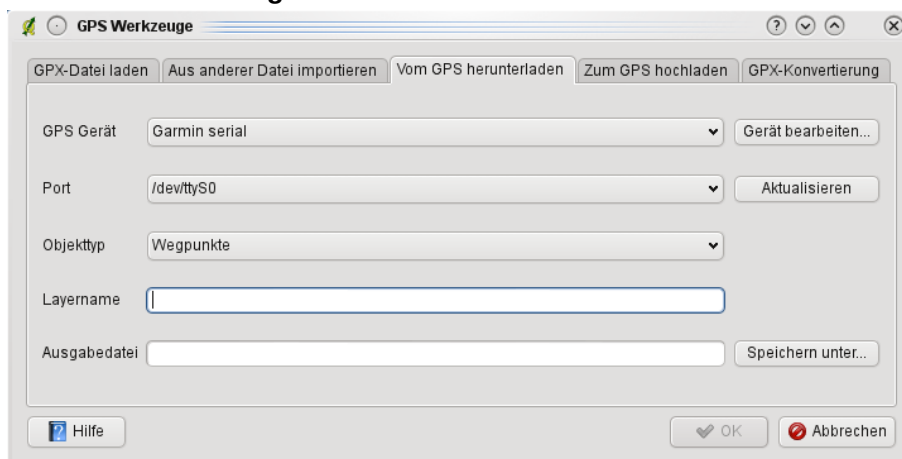 GPS Werkzeuge
GPX-Datei laden Aus anderer Datei importieren Vom GPS herunterladen Zum GPS hochladen GPX-Konvertierung
GPS Gerät Garmin serial Gerät bearbeiten...
Port /dev/ttyS0 Aktualisieren
Objekttyp Wegpunkte
Layername
Ausgabedatei Speichern unter...
Hilfe OK Abbrechen